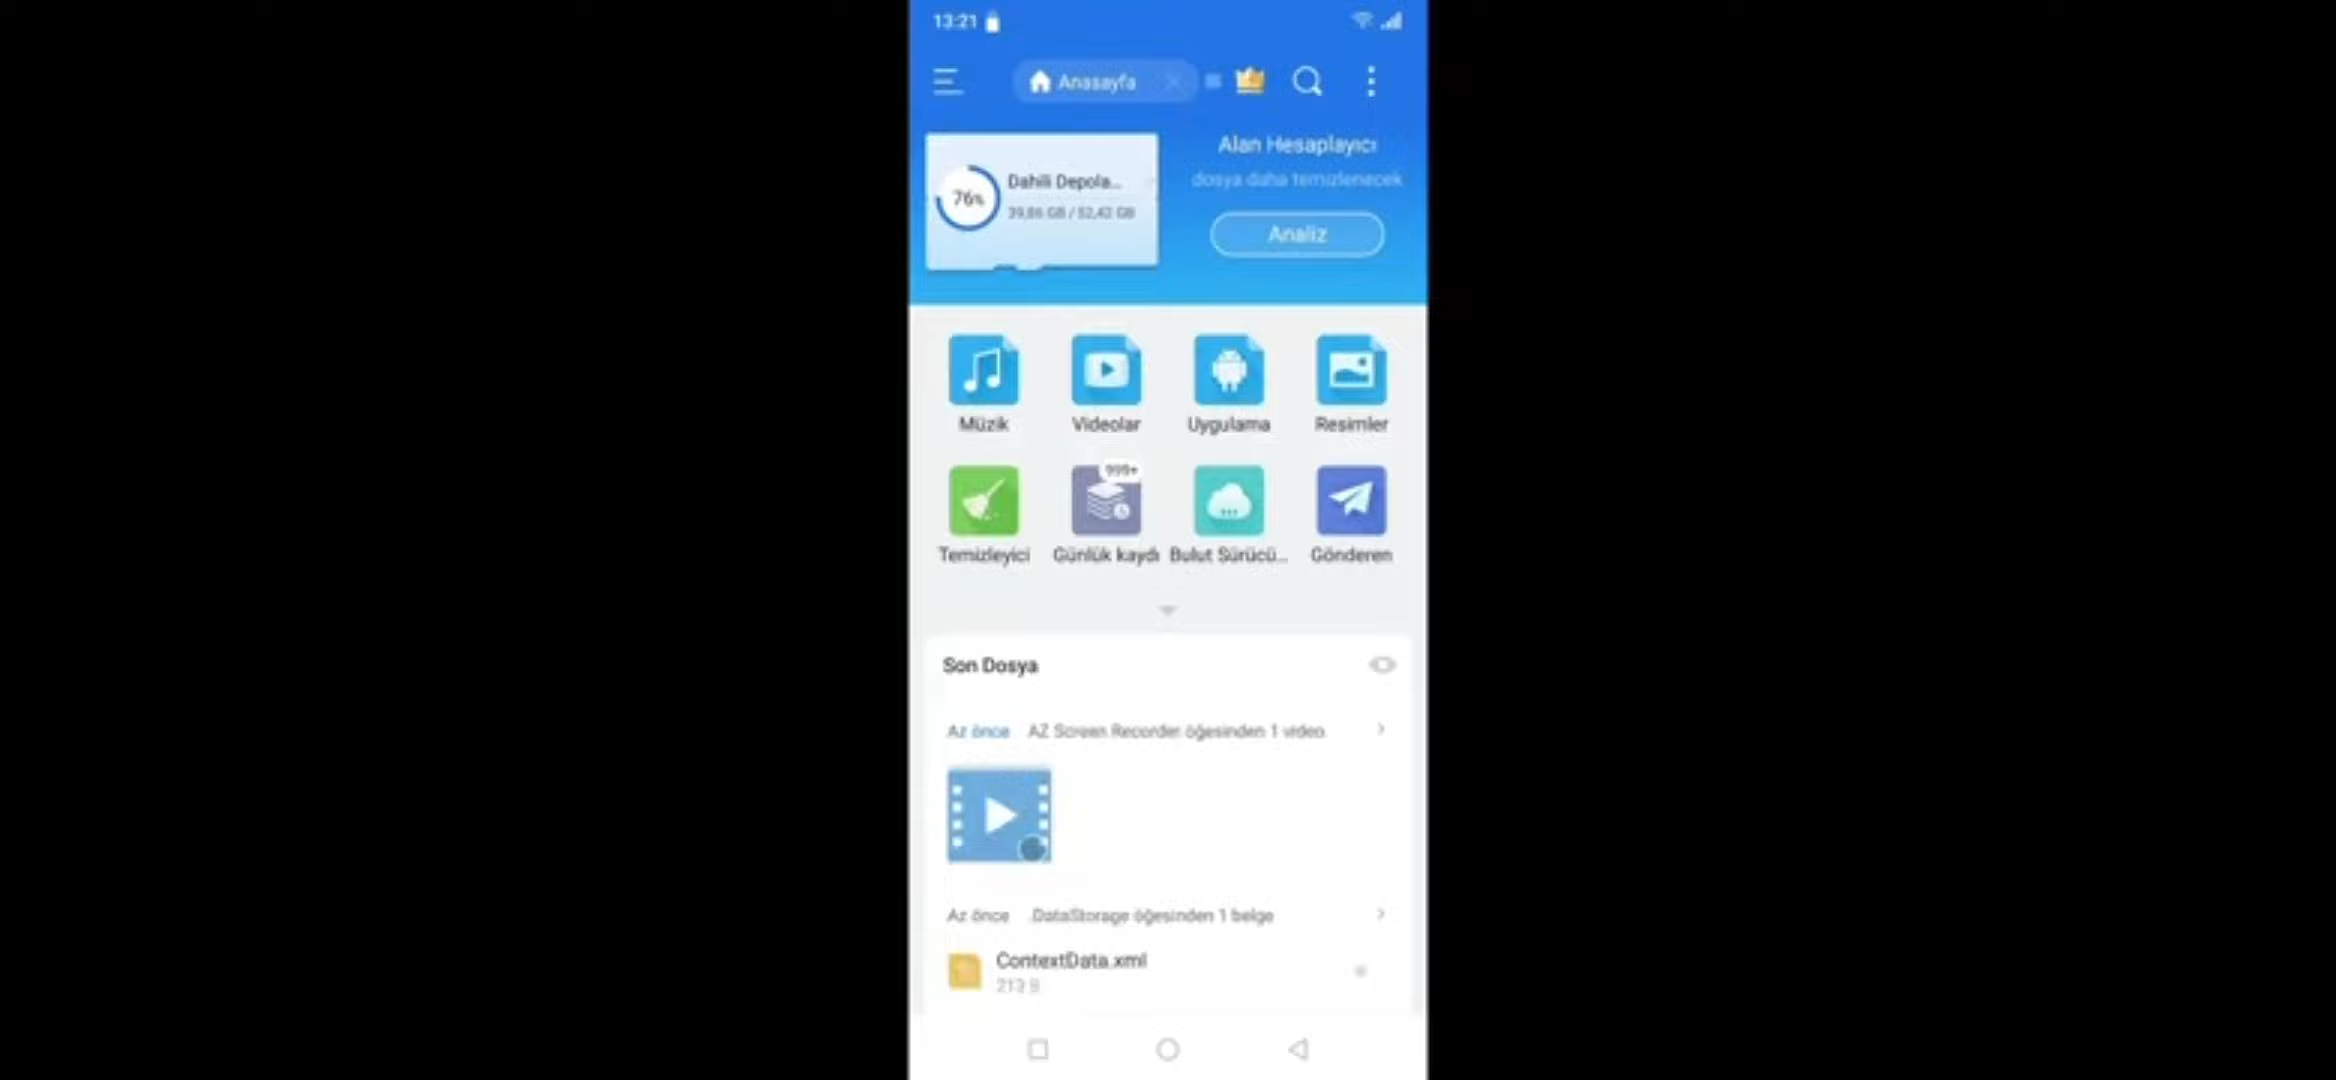 13:21
Anasayfa
Alan Hesaplayıcı
dosya daha temizlenecek
Analiz
76%
Dahili Depola...
39,86 GB / 52,42 GB
Müzik
Videolar
Uygulama
Resimler
999+
Temizleyici
Günlük kaydı
Bulut Sürücü...
Gönderen
Son Dosya
Az önce AZ Screen Recorder öğesinden 1 video
Az önce .DataStorage öğesinden 1 belge
ContextData.xml
213 B